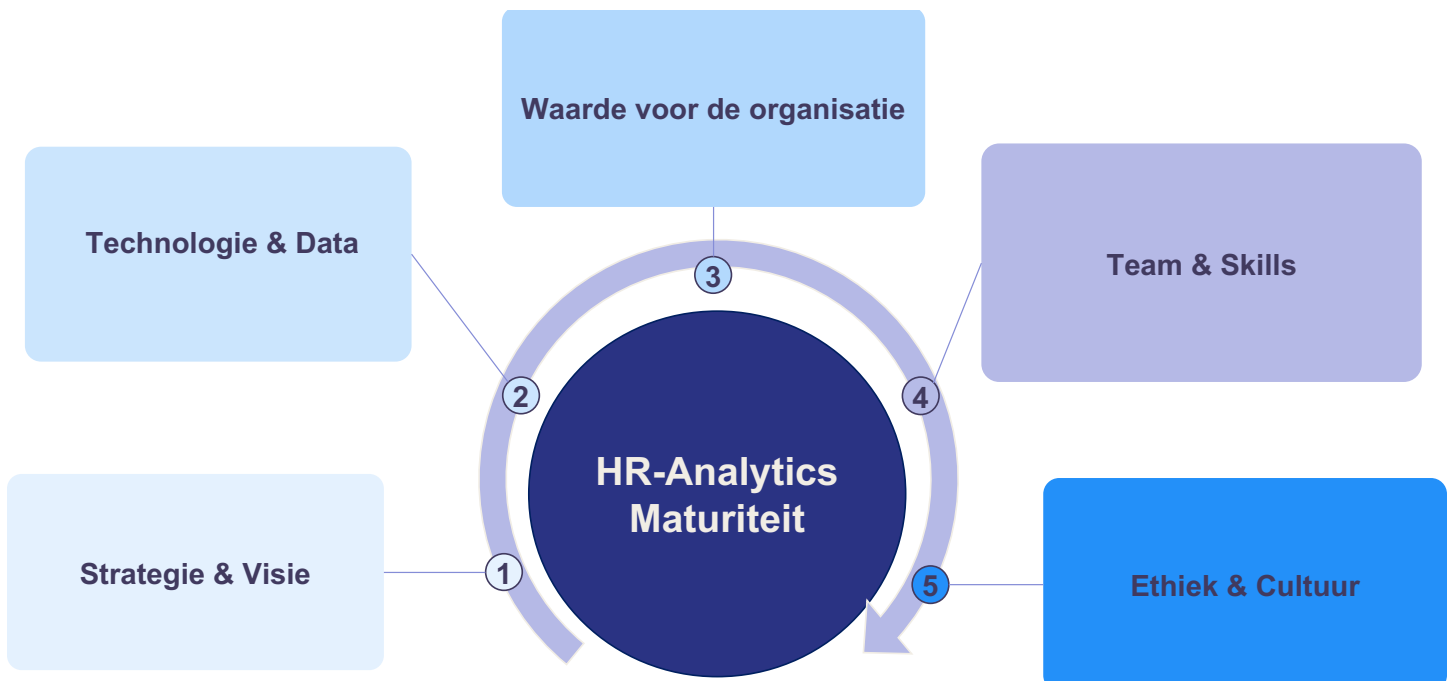 Waarde voor de organisatie
Technologie & Data
Team & Skills
3
2
4
HR-Analytics
Maturiteit
Strategie & Visie
1
5
Ethiek & Cultuur